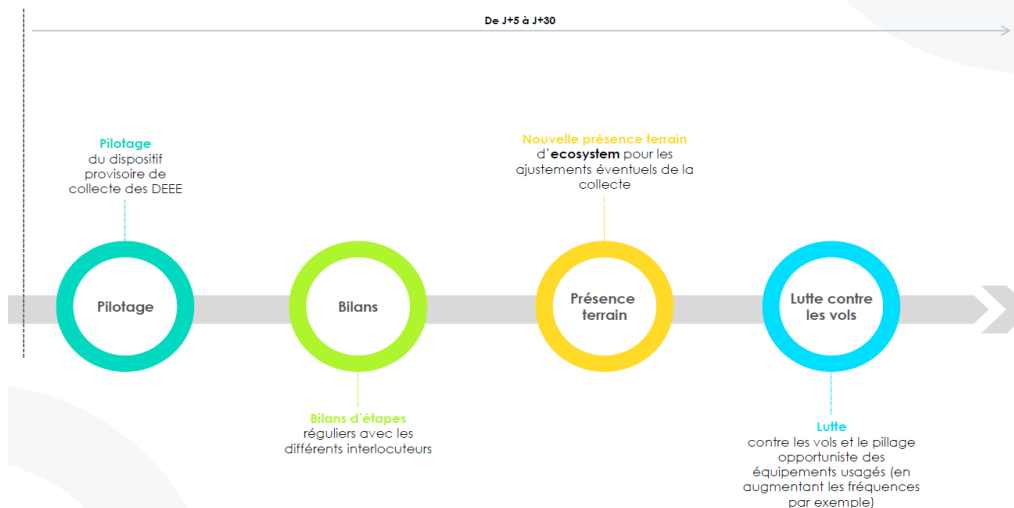 De J+5 à J+30
Pilotage
du dispositif
provisoire de
collecte des DEEE
Nouvelle présence terrain
d'ecosystem pour les
ajustements éventuels de la
collecte
Pilotage
Bilans
Présence
terrain
Lutte contre
les vols
Bilans d'étapes
réguliers avec les
différents interlocuteurs
Lutte
contre les vols et le pillage
opportuniste des
équipements usagés (en
augmentant les fréquences
par exemple)